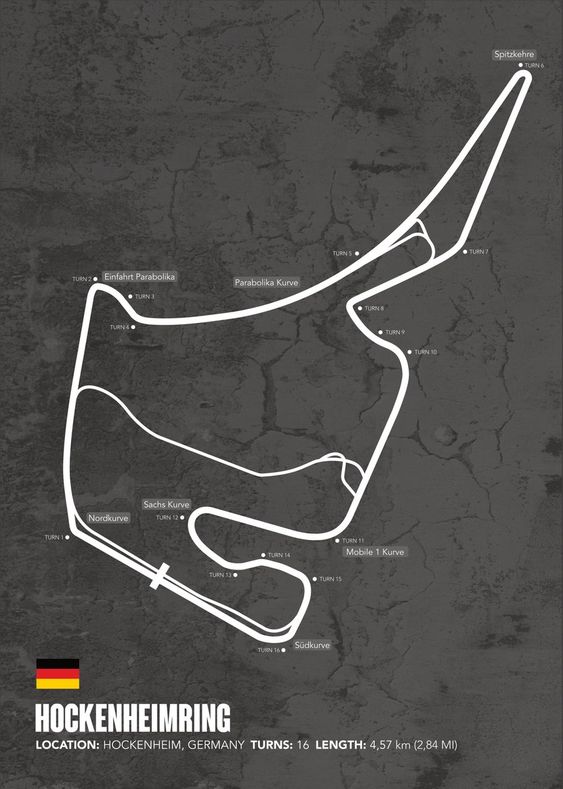 Spitzkehre
TURN 6
TURN 5
TURN 7
TURN 2
Einfahrt Parabolika
Parabolika Kurve
TURN 3
TURN 8
TURN 4
TURN 9
TURN 10
Sachs Kurve
TURN 12
Nordkurve
TURN 1
TURN 11
Mobile 1 Kurve
TURN 14
TURN 13
TURN 15
Südkurve
TURN 16
HOCKENHEIMRING
LOCATION: HOCKENHEIM, GERMANY TURNS: 16 LENGTH: 4,57 km (2,84 MI)